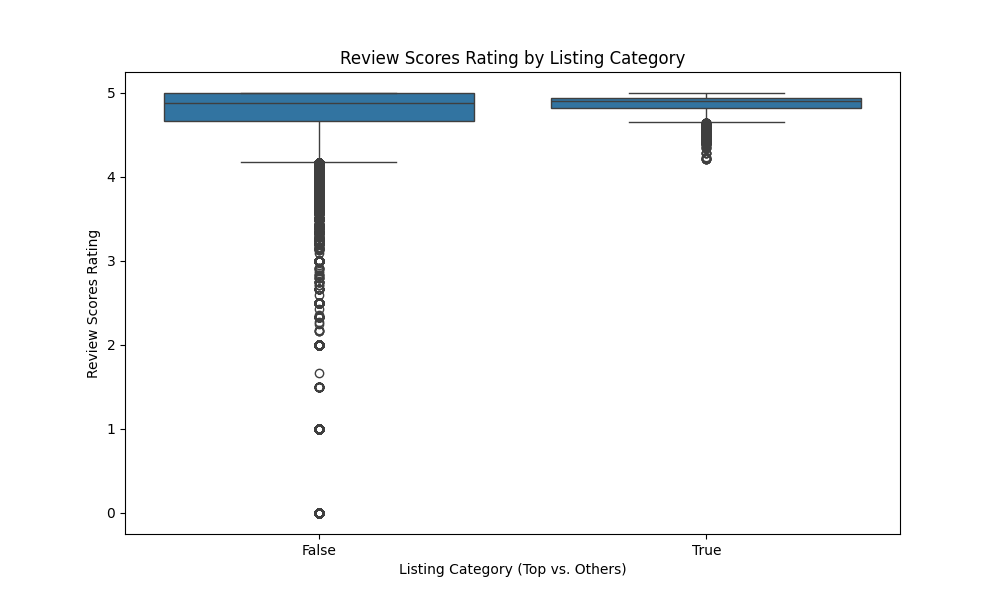 Review Scores Rating by Listing Category
Review Scores Rating
5
4
3
2
1
0
False
True
Listing Category (Top vs. Others)